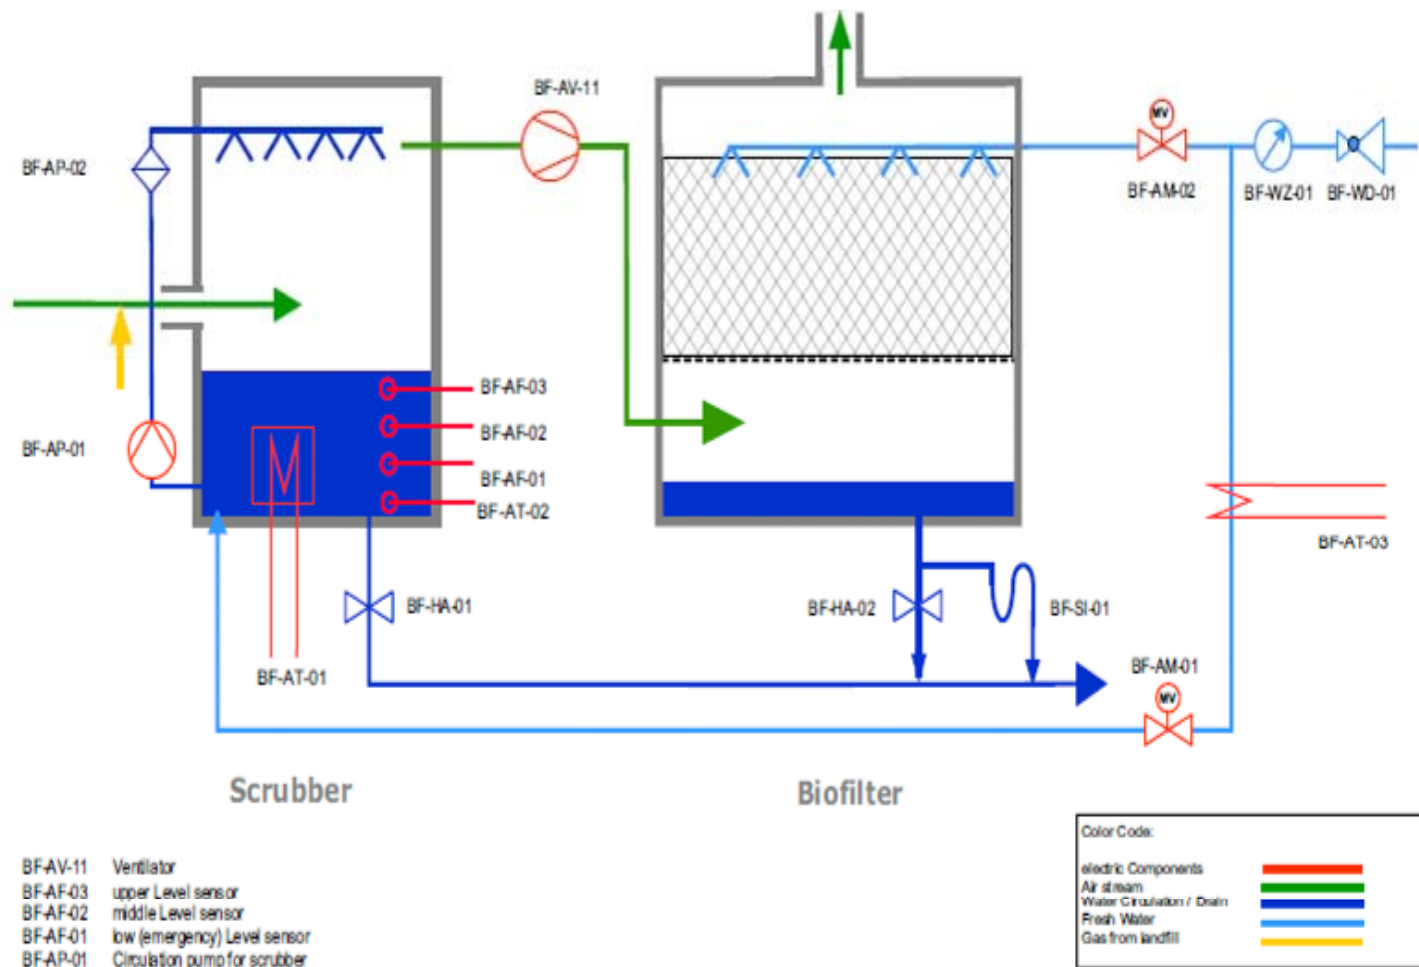 BF-AV-11
BF-AP-02
MV
BF-AM-02
BF-WZ-01
BF-WD-01
BF-AF-03
BF-AF-02
BF-AP-01
BF-AF-01
BF-AT-02
BF-AT-03
BF-HA-01
BF-HA-02
BF-SI-01
BF-AT-01
BF-AM-01
MV
Scrubber
Biofilter
BF-AV-11 Ventilator
BF-AF-03 upper Level sensor
BF-AF-02 middle Level sensor
BF-AF-01 low (emergency) Level sensor
BF-AP-01 Circulation pump for scrubber
Color Code:
electric Components
Air stream
Water Circulation / Drain
Fresh Water
Gas from landfill